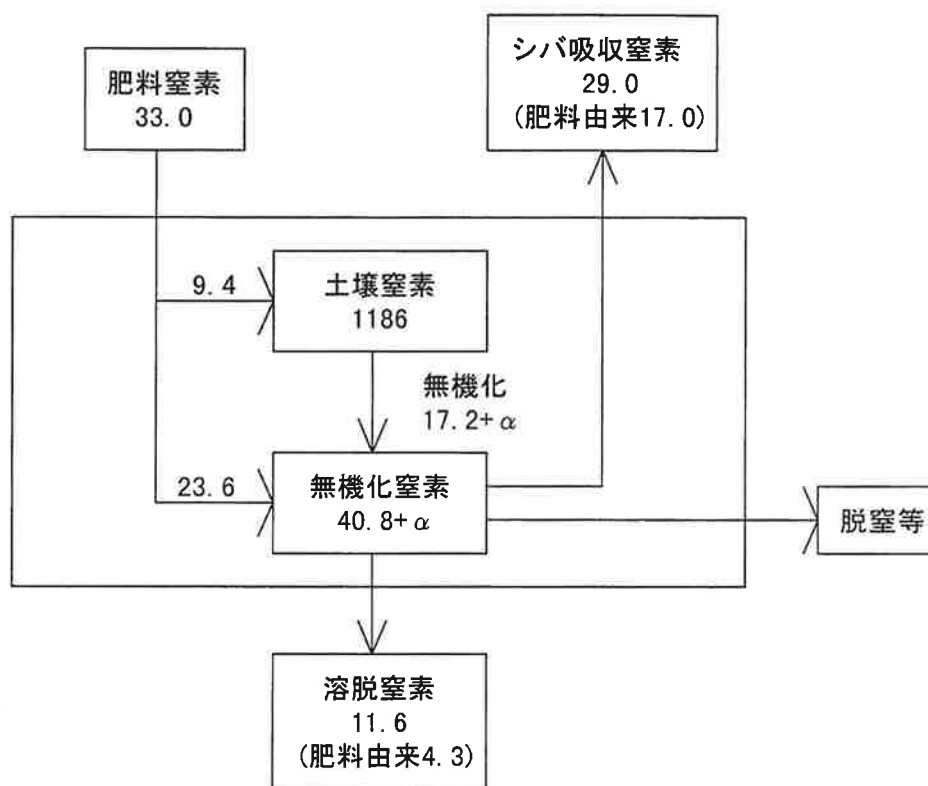 肥料窒素
33.0
シバ吸収窒素
29.0
(肥料由来17.0)
9.4
土壌窒素
1186
無機化
17.2+α
23.6
無機化窒素
40.8+α
脱窒等
溶脱窒素
11.6
(肥料由来4.3)